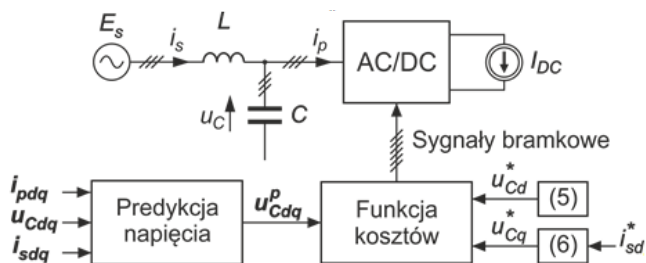 E_s
i_s
L
i_p
AC/DC
I_DC
u_C
C
Sygnały bramkowe
i_pdq
u_Cdq
i_sdq
Predykcja
napięcia
u^p_Cdq
Funkcja
kosztów
u*_Cd
(5)
u*_Cq
(6)
i*_sd